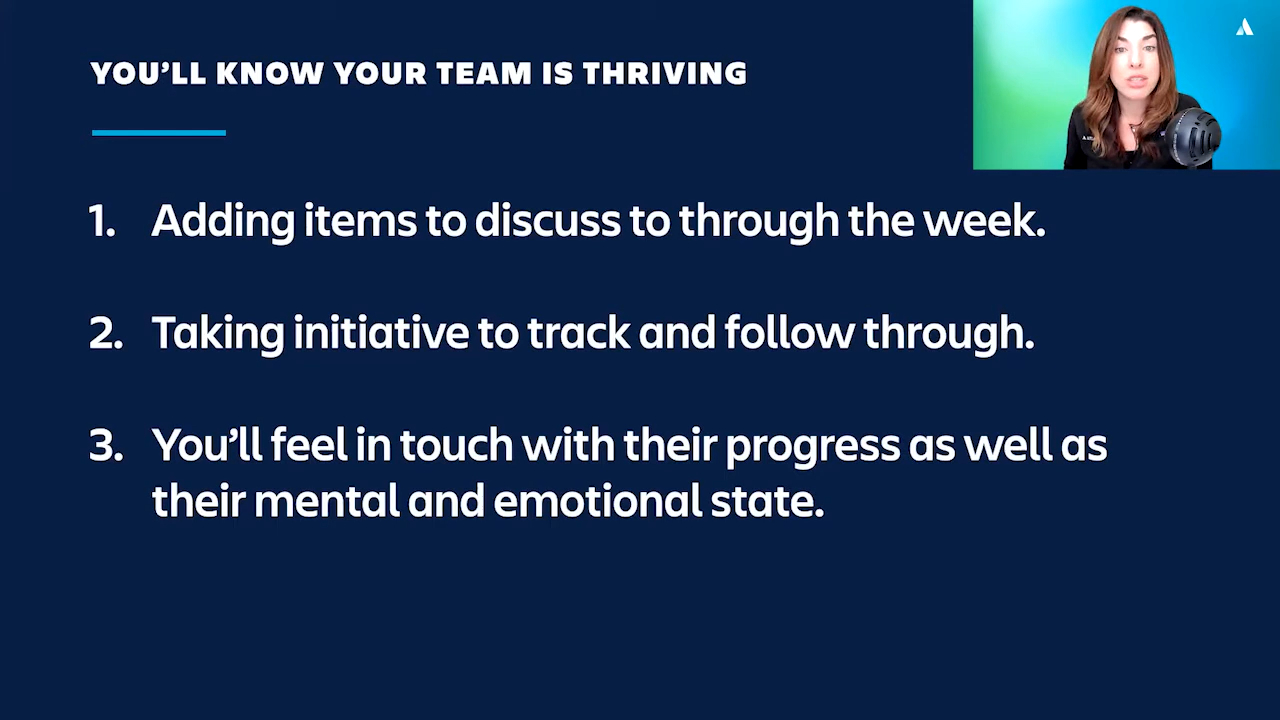 YOU'LL KNOW YOUR TEAM IS THRIVING
1. Adding items to discuss to through the week.
2. Taking initiative to track and follow through.
3. You'll feel in touch with their progress as well as
their mental and emotional state.